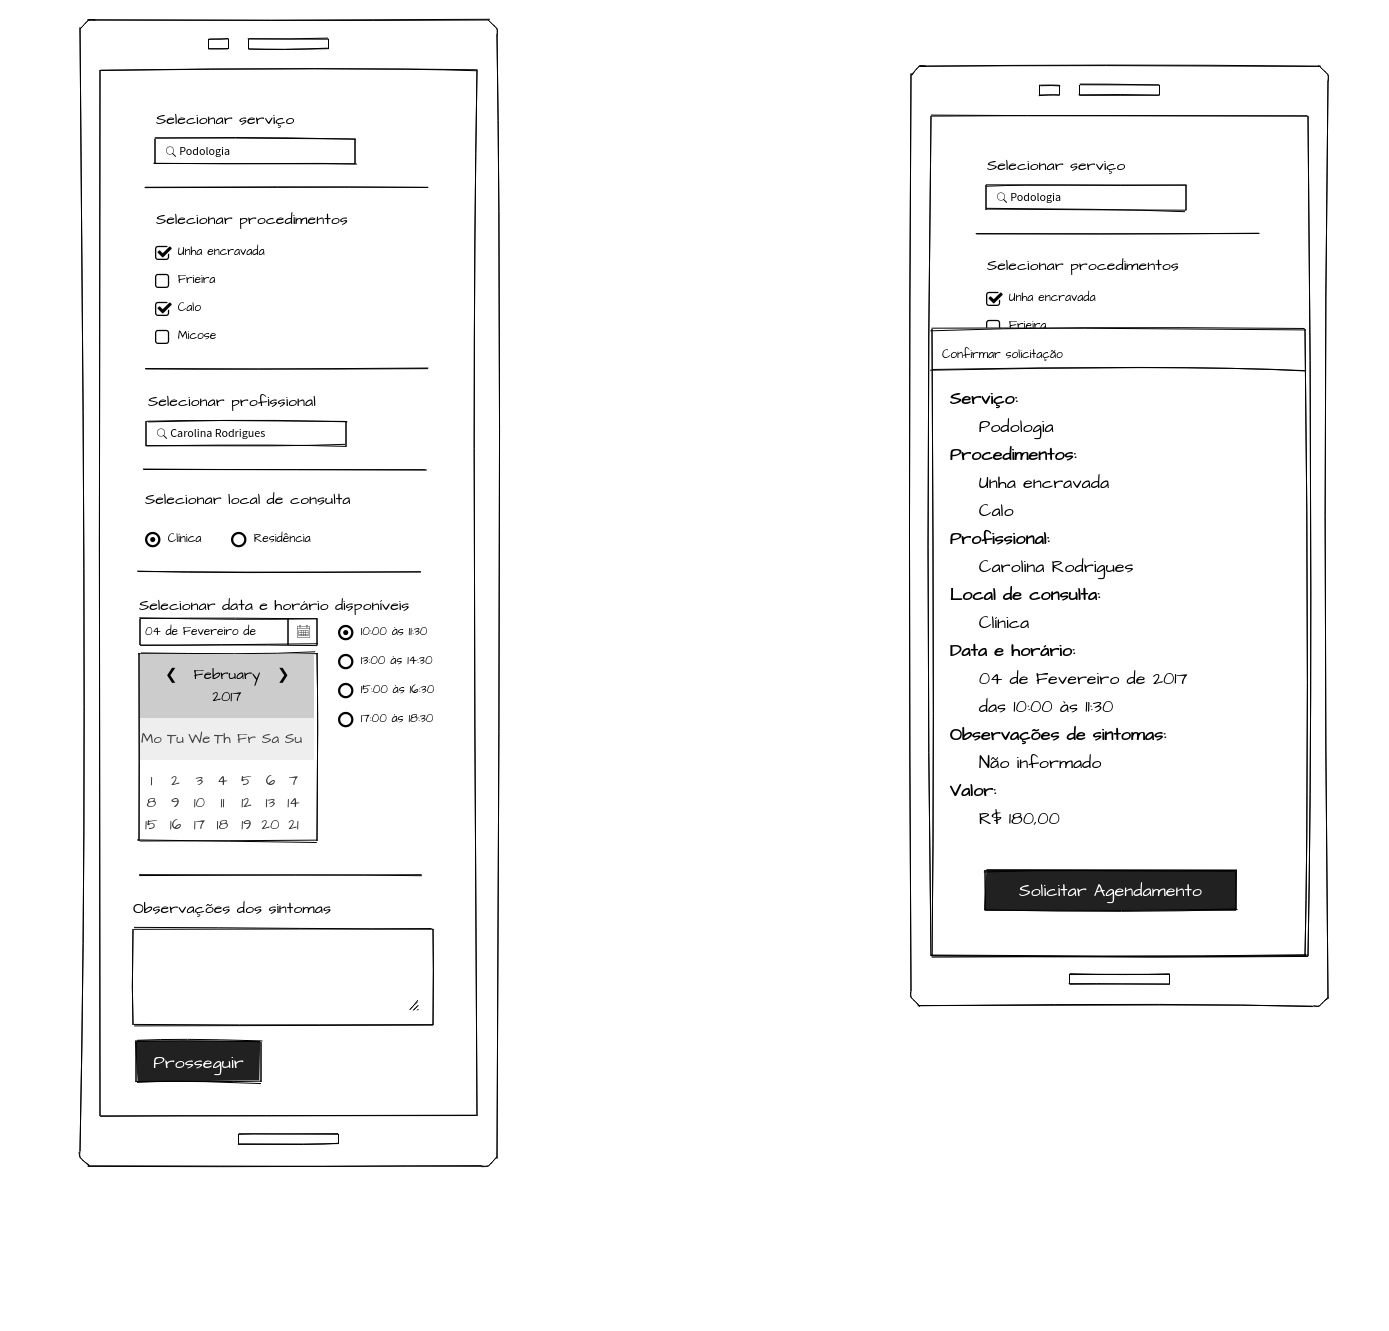 Selecionar serviço
Podologia
Selecionar procedimentos
Unha encravada
Frieira
Calo
Micose
Selecionar profissional
Carolina Rodrigues
Selecionar local de consulta
Clínica Residência
Selecionar data e horário disponíveis
04 de Fevereiro de
10:00 às 11:30
13:00 às 14:30
15:00 às 16:30
17:00 às 18:30
❮ February ❯
2017
Mo Tu We Th Fr Sa Su
1 2 3 4 5 6 7
8 9 10 11 12 13 14
15 16 17 18 19 20 21
Observações dos sintomas
Prosseguir
Selecionar serviço
Podologia
Selecionar procedimentos
Unha encravada
Frieira
Confirmar solicitação
Serviço:
Podologia
Procedimentos:
Unha encravada
Calo
Profissional:
Carolina Rodrigues
Local de consulta:
Clínica
Data e horário:
04 de Fevereiro de 2017
das 10:00 às 11:30
Observações de sintomas:
Não informado
Valor:
R$ 180,00
Solicitar Agendamento